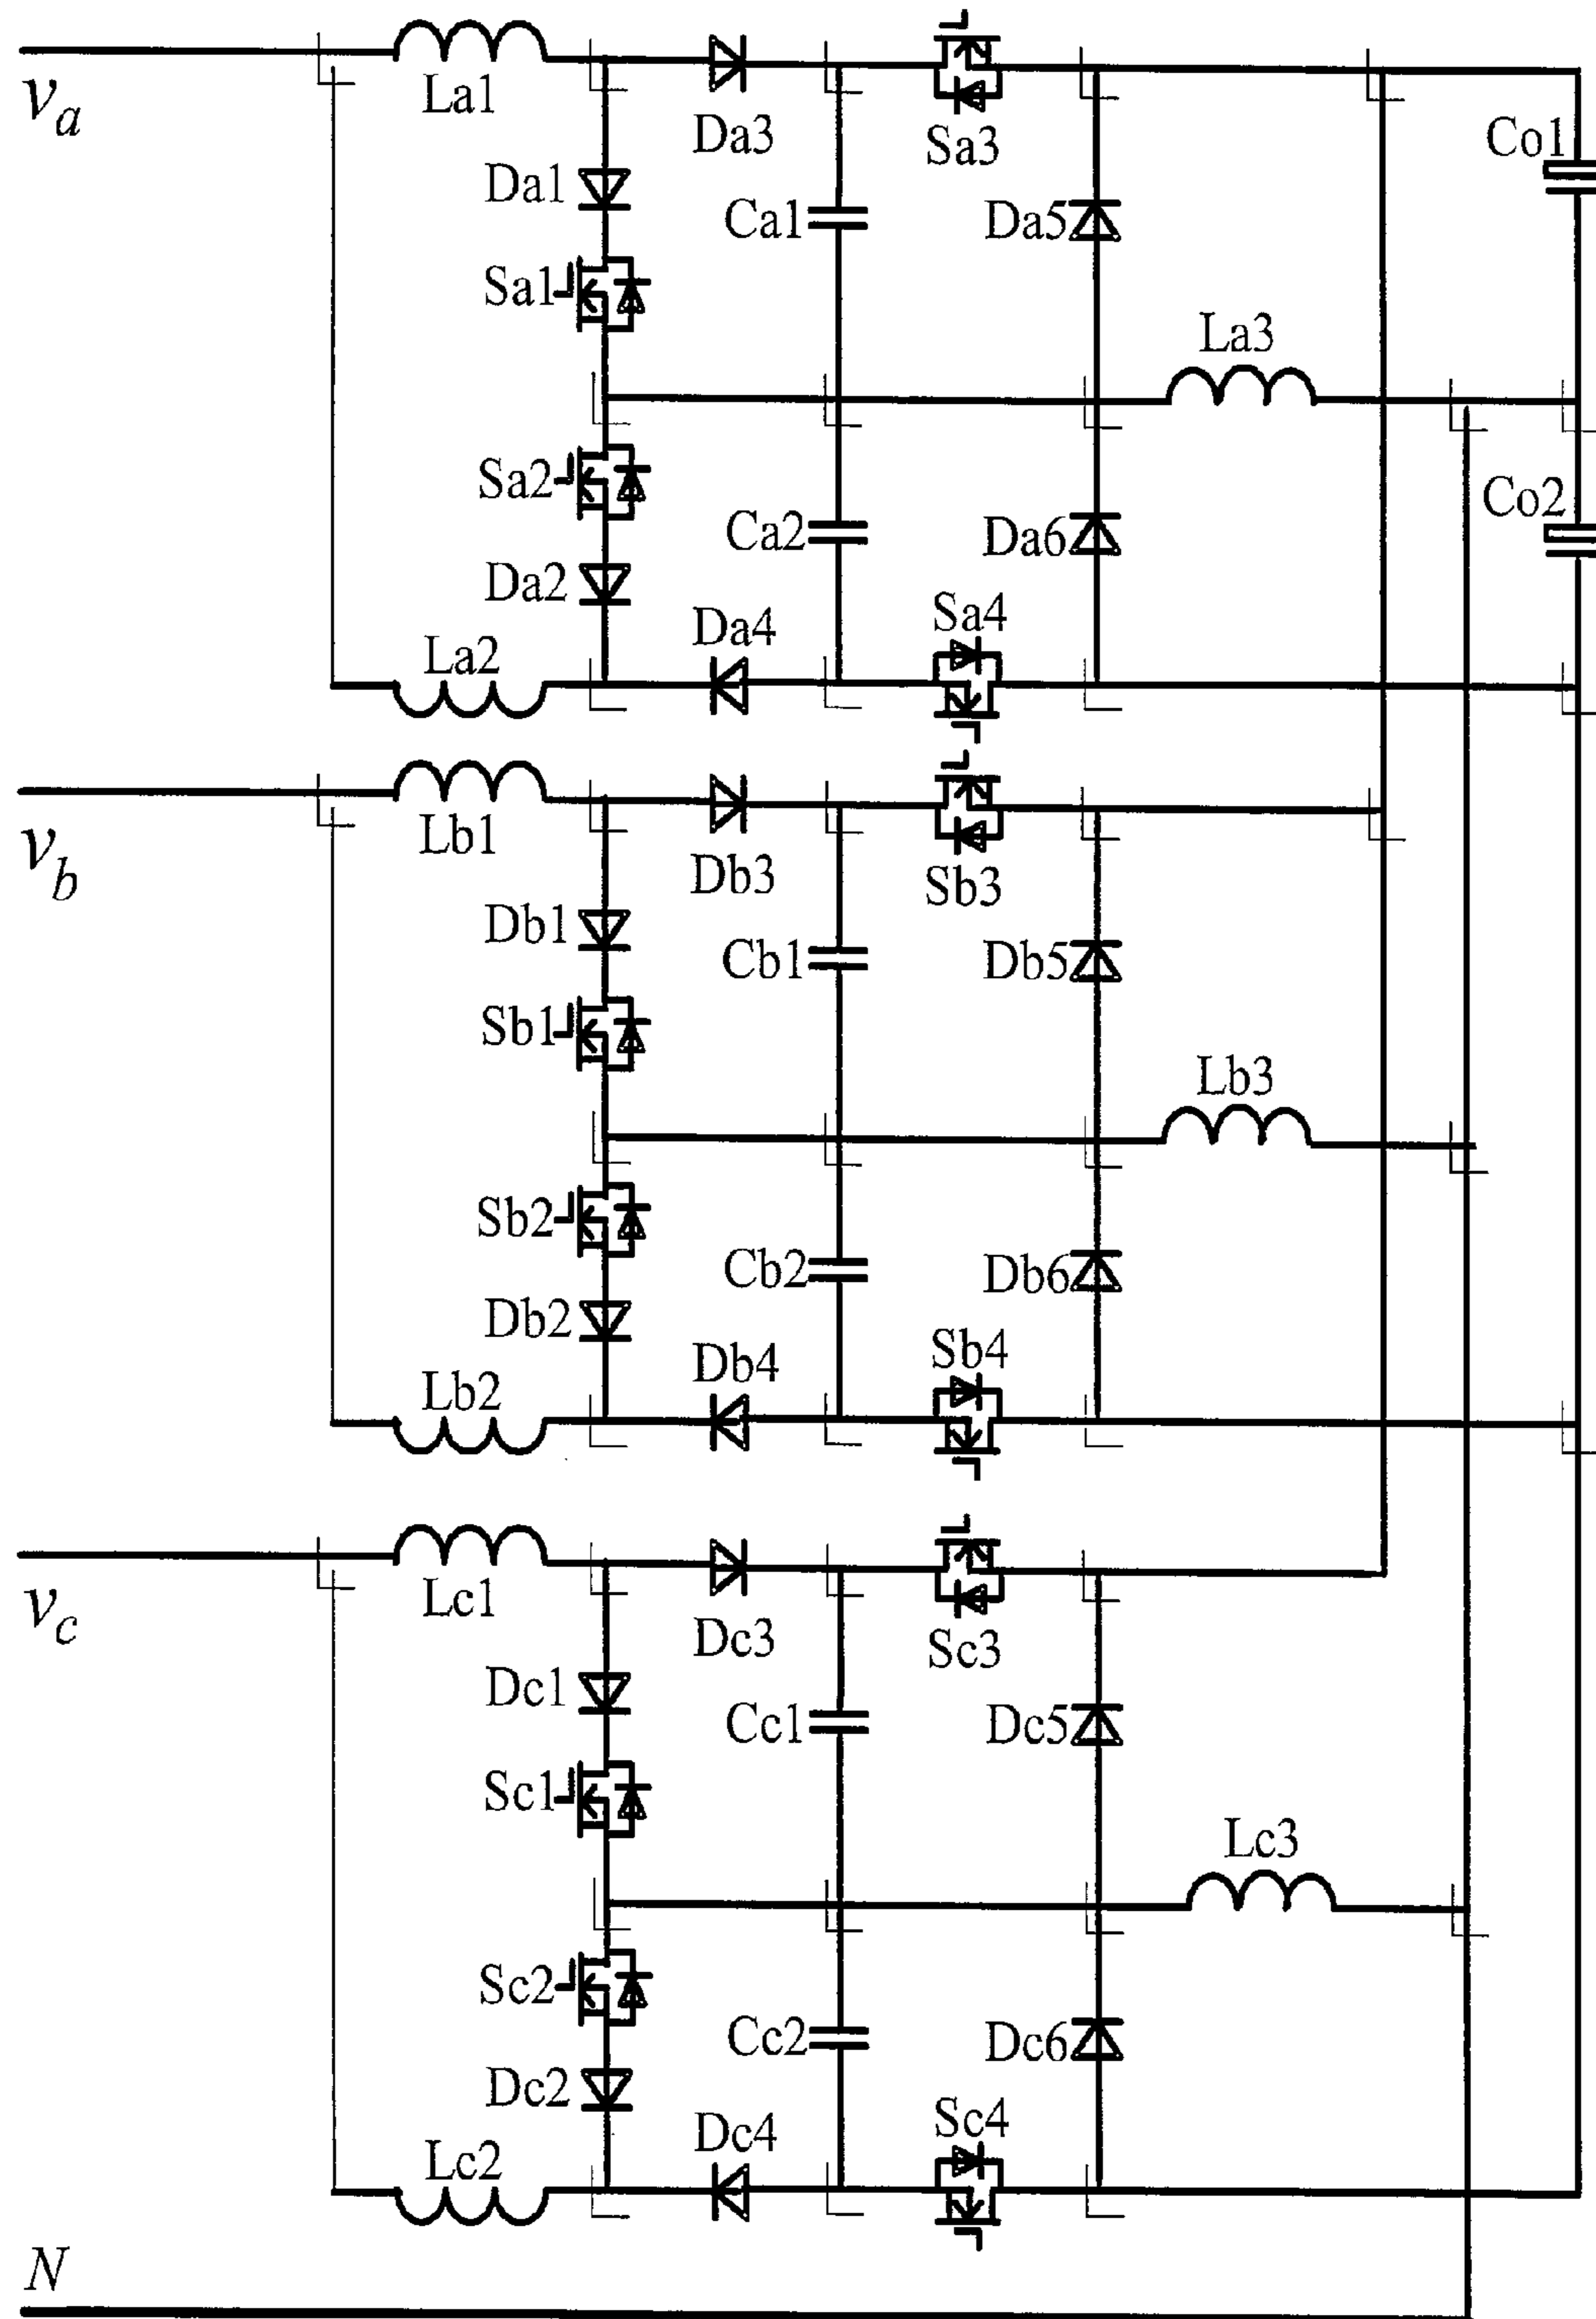 La1
va
Da3
Sa3
Co1
Da1
Ca1
Da5
Sa1
La3
Sa2
Co2
Ca2
Da6
Da2
Da4
Sa4
La2
Lb1
vb
Db3
Sb3
Db1
Cb1
Db5
Sb1
Lb3
Sb2
Cb2
Db6
Db2
Db4
Sb4
Lb2
Lc1
vc
Dc3
Sc3
Dc1
Cc1
Dc5
Sc1
Lc3
Sc2
Cc2
Dc6
Dc2
Dc4
Sc4
Lc2
N